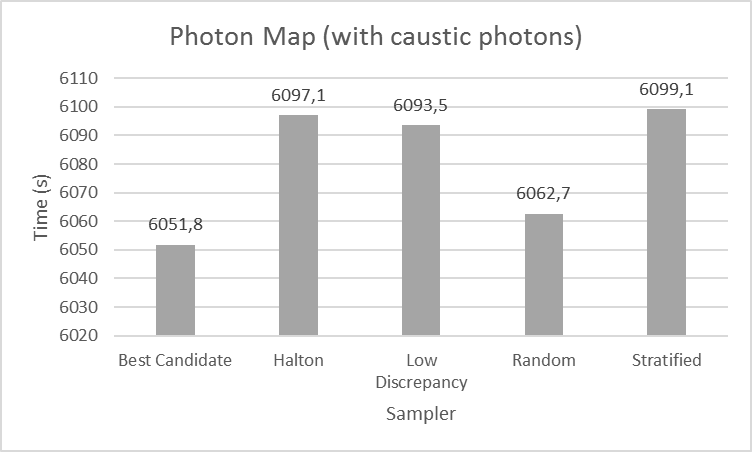 Photon Map (with caustic photons)
6110
6100
6090
6080
6070
6060
6050
6040
6030
6020
Time (s)
6051,8
6097,1
6093,5
6062,7
6099,1
Best Candidate
Halton
Low
Discrepancy
Random
Stratified
Sampler